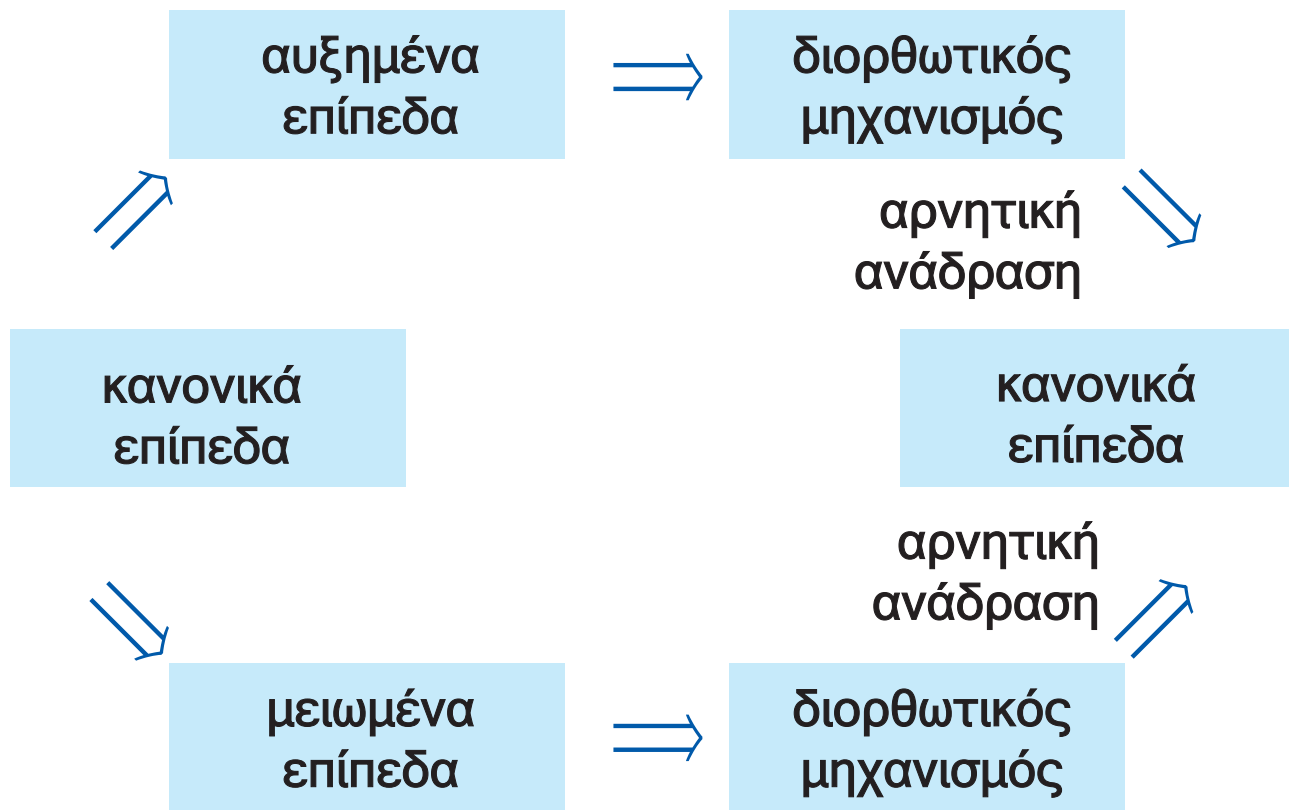 αυξημένα
επίπεδα
διορθωτικός
μηχανισμός
αρνητική
ανάδραση
κανονικά
επίπεδα
κανονικά
επίπεδα
αρνητική
ανάδραση
μειωμένα
επίπεδα
διορθωτικός
μηχανισμός